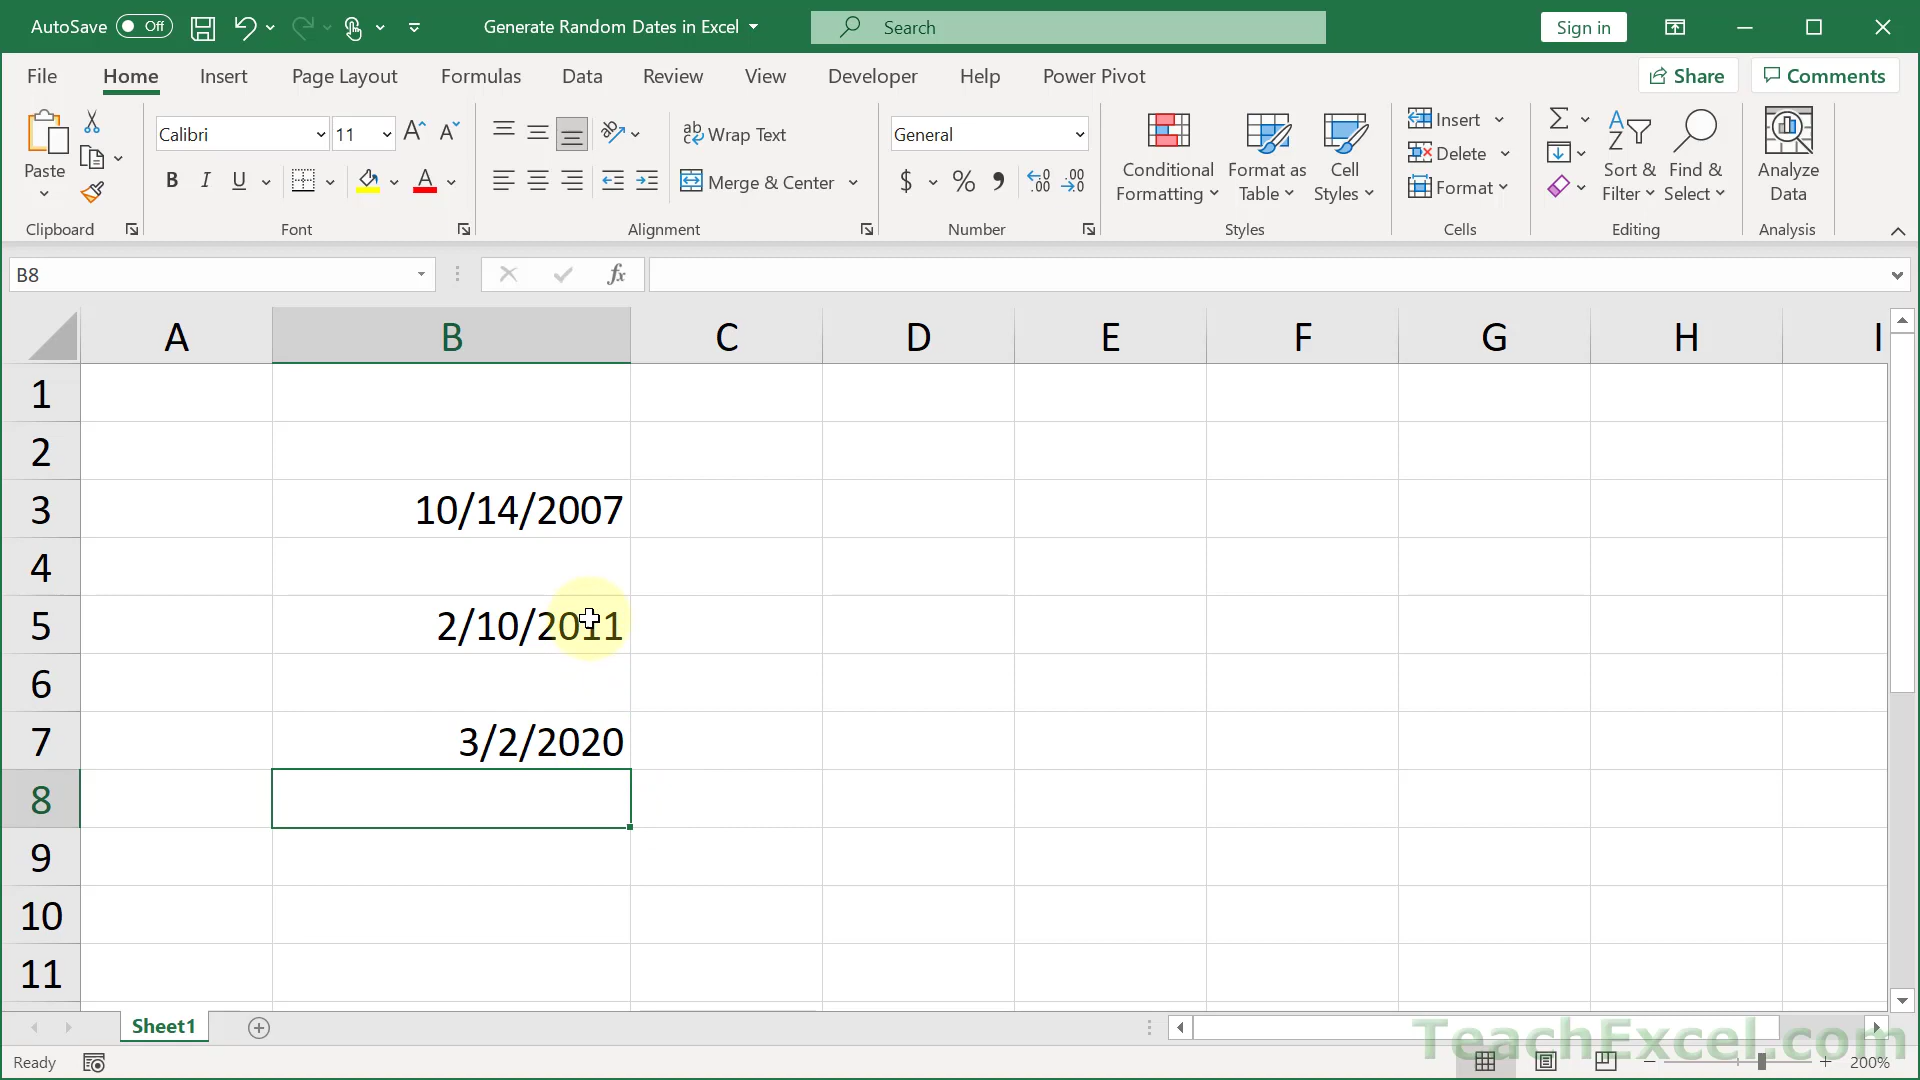 AutoSave Off Generate Random Dates in Excel Search Sign in
File Home Insert Page Layout Formulas Data Review View Developer Help Power Pivot Share Comments
Paste
Calibri 11
B I U
A
ab Wrap Text
Merge & Center
General
$ % , .00 .00
Conditional Formatting
Format as Table
Cell Styles
Insert
Delete
Format
Sort & Filter
Find & Select
Analyze Data
Clipboard Font Alignment Number Styles Cells Editing Analysis
B8 fx
A B C D E F G H I
1
2
3 10/14/2007
4
5 2/10/2011
6
7 3/2/2020
8
9
10
11
Sheet1
TeachExcel.com
Ready 200%